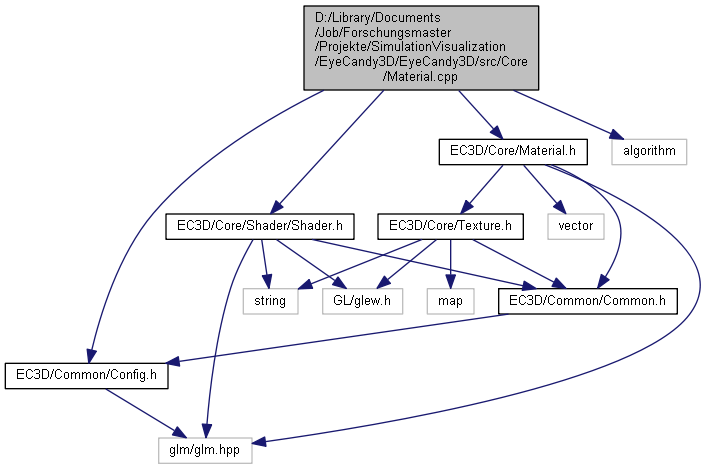 D:/Library/Documents
/Job/Forschungsmaster
/Projekte/SimulationVisualization
/EyeCandy3D/EyeCandy3D/src/Core
/Material.cpp
EC3D/Core/Material.h
algorithm
EC3D/Core/Shader/Shader.h
EC3D/Core/Texture.h
vector
string
GL/glew.h
map
EC3D/Common/Common.h
EC3D/Common/Config.h
glm/glm.hpp